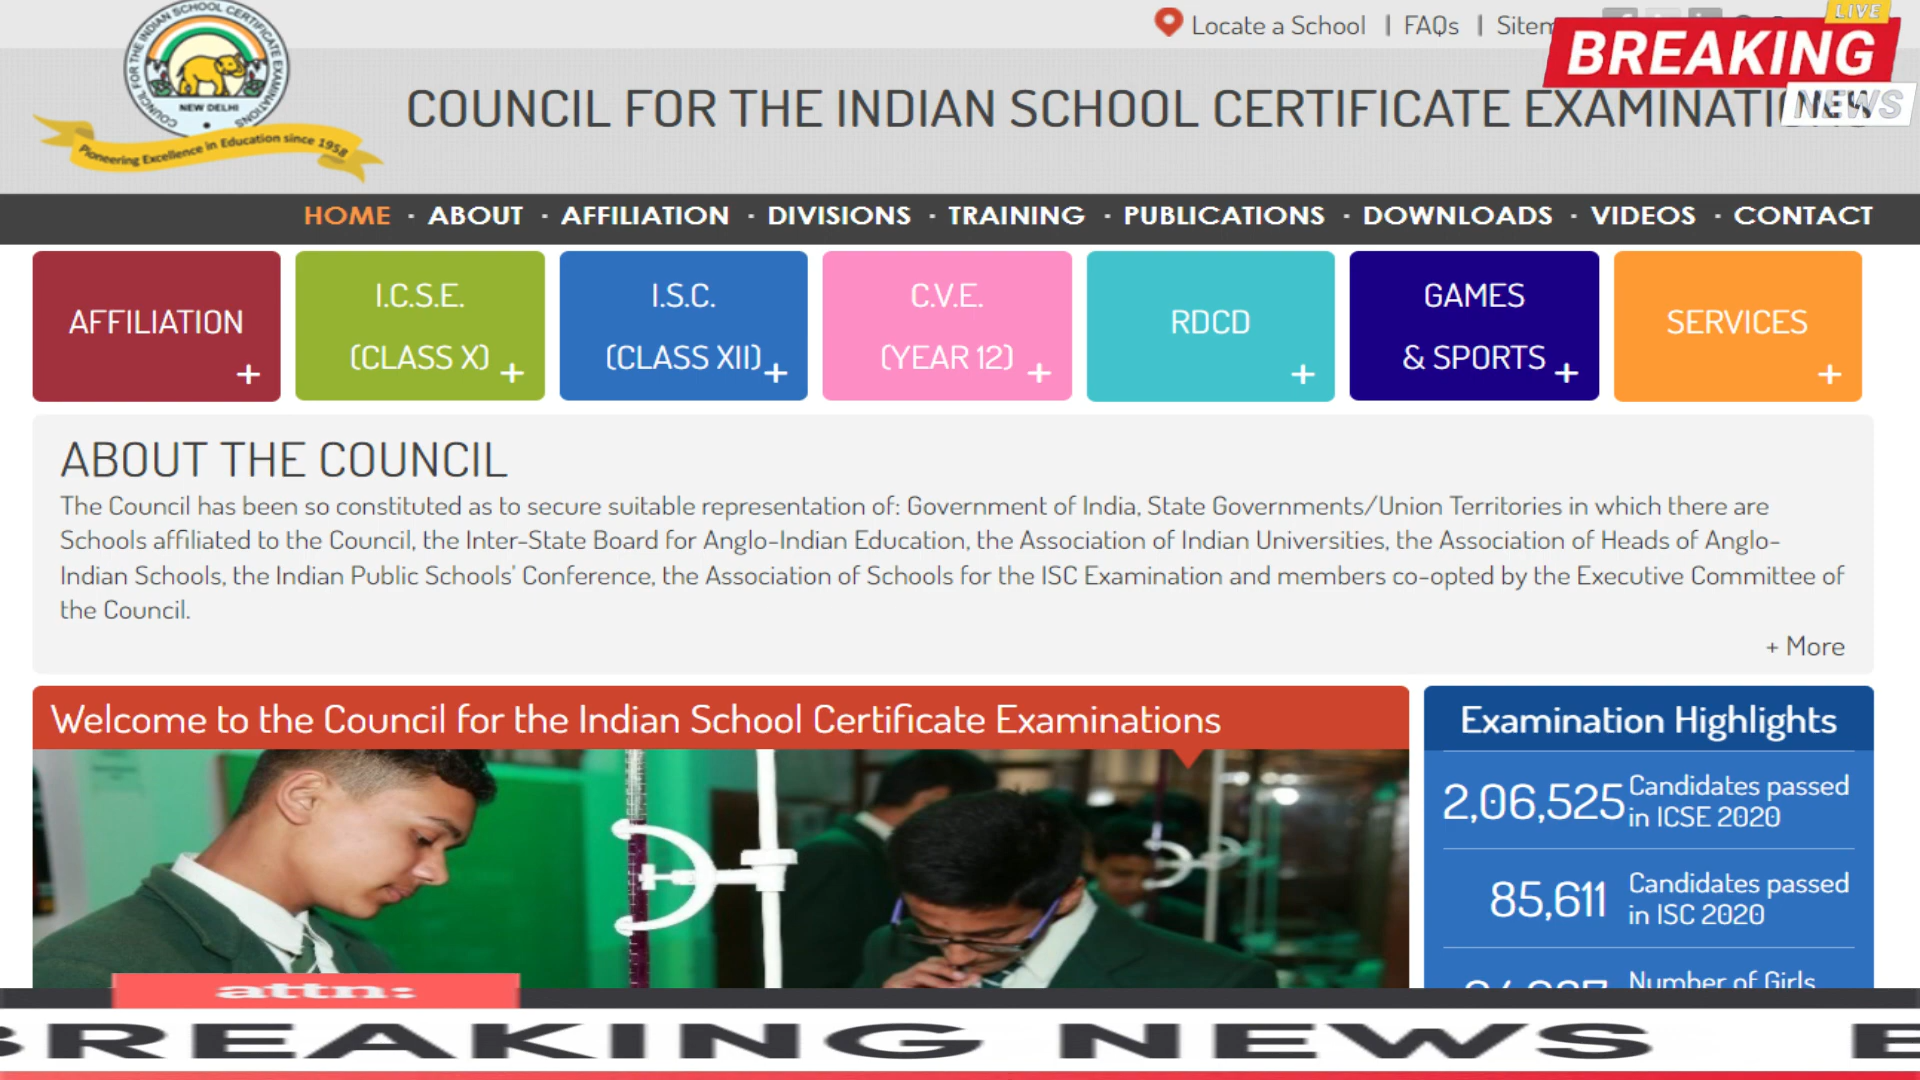 COUNCIL FOR THE INDIAN SCHOOL CERTIFICATE EXAMINATIONS
NEW DELHI
Pioneering Excellence in Education since 1958
Locate a School | FAQs |
LIVE
BREAKING
NEWS
COUNCIL FOR THE INDIAN SCHOOL CERTIFICATE
HOME · ABOUT · AFFILIATION · DIVISIONS · TRAINING · PUBLICATIONS · DOWNLOADS · VIDEOS · CONTACT
AFFILIATION
+
I.C.S.E.
(CLASS X) +
I.S.C.
(CLASS XII) +
C.V.E.
(YEAR 12) +
RDCD
+
GAMES
& SPORTS +
SERVICES
+
ABOUT THE COUNCIL
The Council has been so constituted as to secure suitable representation of: Government of India, State Governments/Union Territories in which there are
Schools affiliated to the Council, the Inter-State Board for Anglo-Indian Education, the Association of Indian Universities, the Association of Heads of Anglo-
Indian Schools, the Indian Public Schools' Conference, the Association of Schools for the ISC Examination and members co-opted by the Executive Committee of
the Council.
+ More
Welcome to the Council for the Indian School Certificate Examinations
Examination Highlights
2,06,525 Candidates passed
in ICSE 2020
85,611 Candidates passed
in ISC 2020
Number of Girls
attn:
BREAKING NEWS